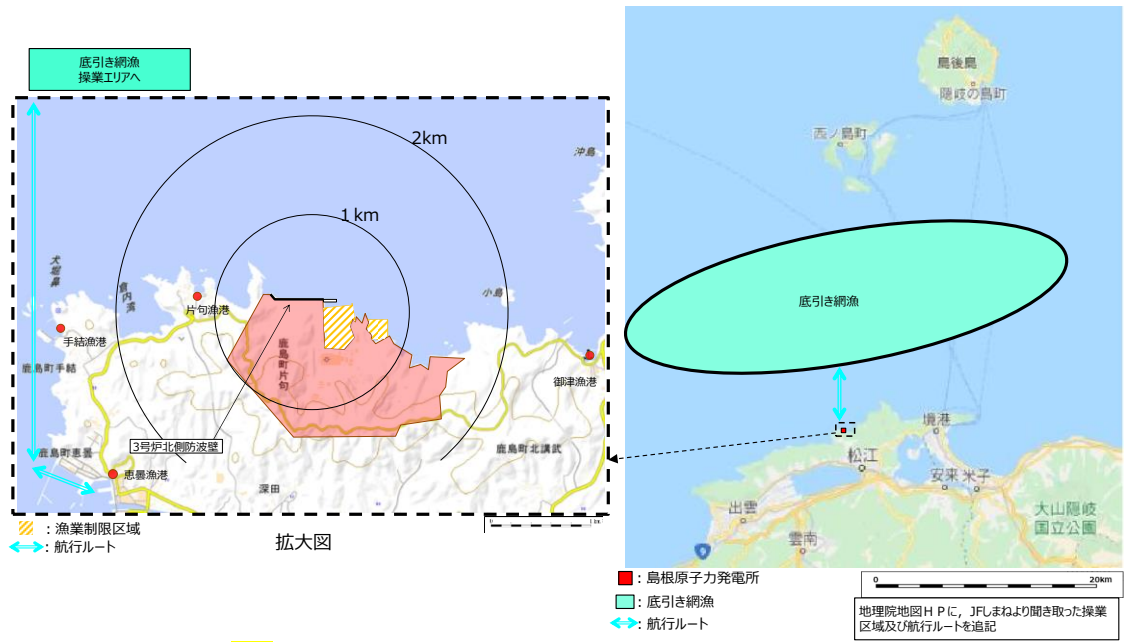 底引き網漁
操業エリアへ
2km
1 km
沖島
犬堀鼻
小島
片句漁港
手結漁港
鹿島町片句
鹿島町手結
御津漁港
3号炉北側防波壁
鹿島町恵曇
鹿島町北講武
恵曇漁港
深田
：漁業制限区域
：航行ルート
拡大図
0 1 km
島後島
隠岐の島町
西ノ島町
底引き網漁
境港
松江
安来
米子
出雲
雲南
大山隠岐
国立公園
9
：島根原子力発電所
：底引き網漁
：航行ルート
0 20km
地理院地図ＨＰに，JFしまねより聞き取った操業
区域及び航行ルートを追記